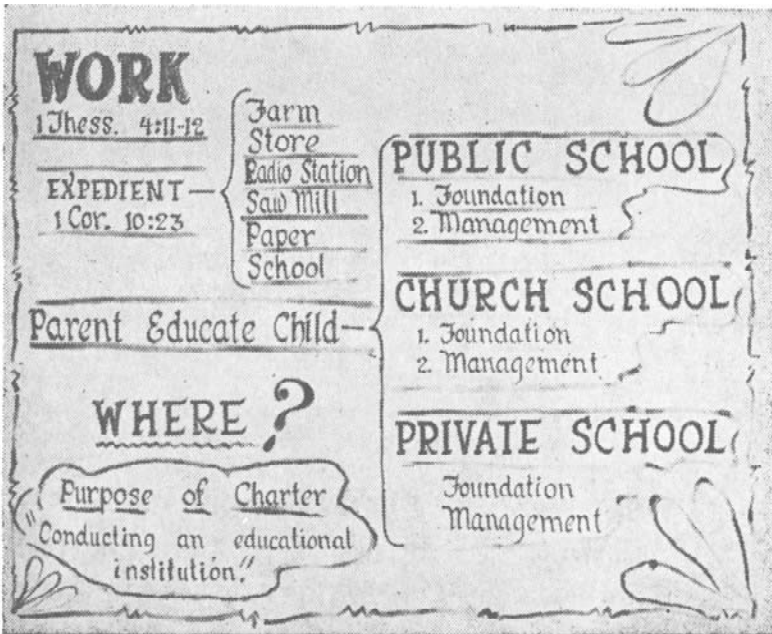 WORK
1 Thess. 4:11-12
EXPEDIENT
1 Cor. 10:23
Farm
Store
Radio Station
Saw Mill
Paper
School
Parent Educate Child
WHERE?
Purpose of Charter
"Conducting an educational
institution."
PUBLIC SCHOOL
1. Foundation
2. Management
CHURCH SCHOOL
1. Foundation
2. Management
PRIVATE SCHOOL
Foundation
Management